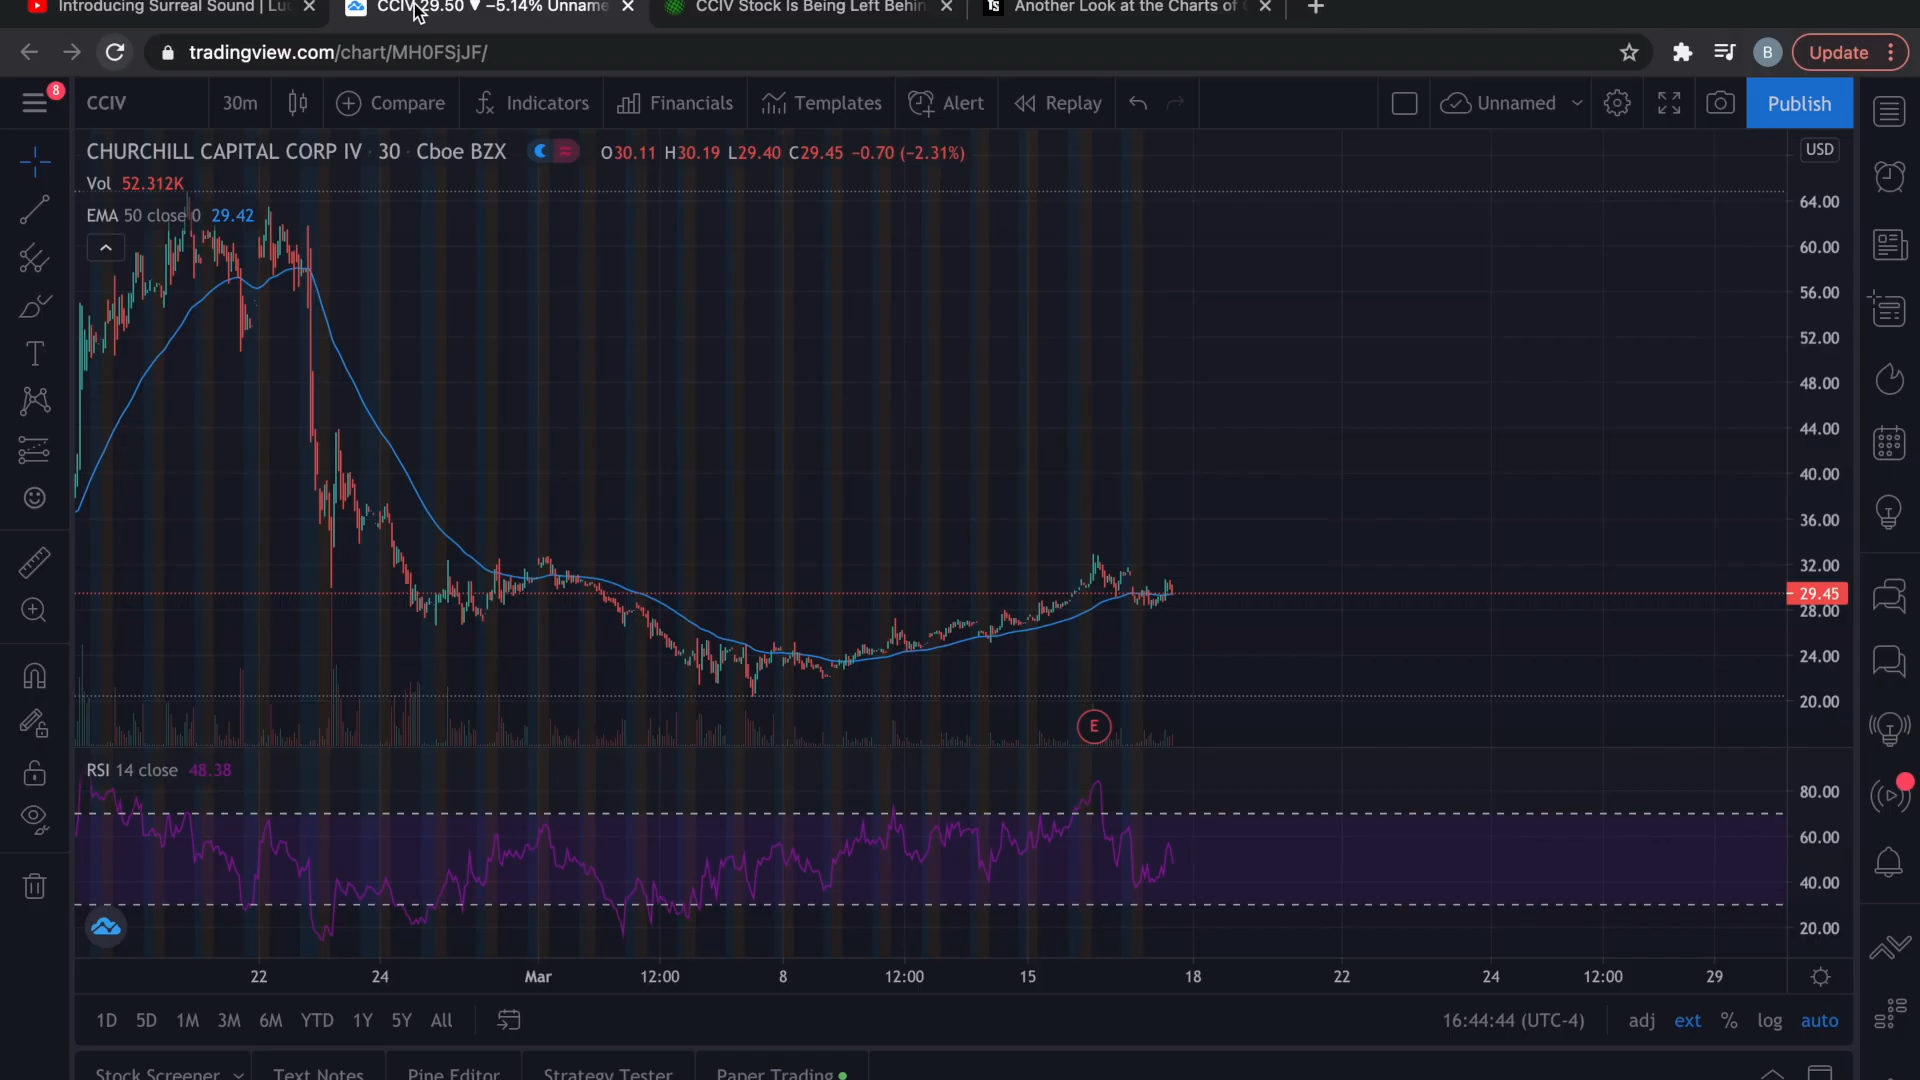 Introducing Surreal Sound | Lu
CCIV 29.50 ▼ −5.14% Unname
CCIV Stock Is Being Left Behin
Another Look at the Charts of
tradingview.com/chart/MH0FSjJF/
B
Update
8
CCIV
30m
Compare
Indicators
Financials
Templates
Alert
Replay
Unnamed
Publish
CHURCHILL CAPITAL CORP IV · 30 · Cboe BZX
O30.11 H30.19 L29.40 C29.45 −0.70 (−2.31%)
USD
Vol 52.312K
EMA 50 close 0 29.42
64.00
60.00
56.00
52.00
48.00
44.00
40.00
36.00
32.00
29.45
28.00
24.00
20.00
E
RSI 14 close 48.38
80.00
60.00
40.00
20.00
22 24 Mar 12:00 8 12:00 15 18 22 24 12:00 29
1D 5D 1M 3M 6M YTD 1Y 5Y All
16:44:44 (UTC-4) adj ext % log auto
Stock Screener Text Notes Pine Editor Strategy Tester Paper Trading